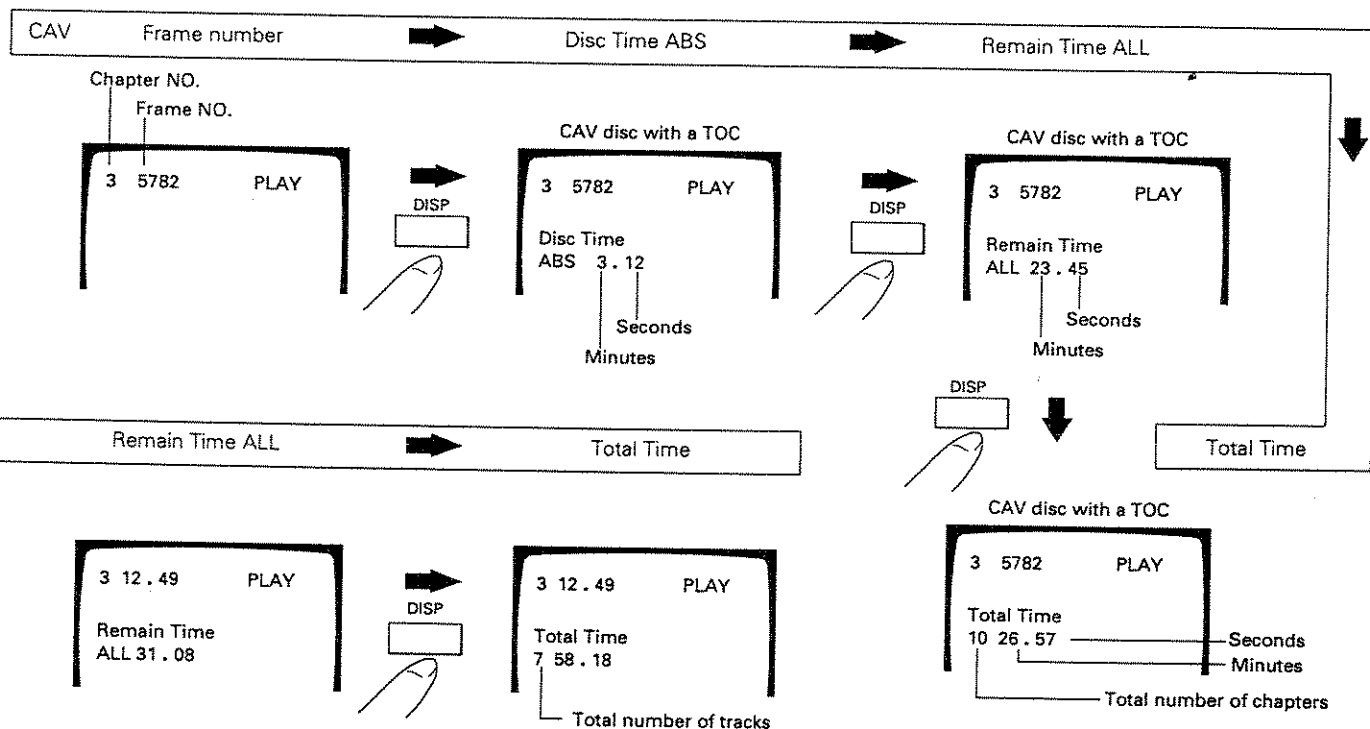 CAV Frame number Disc Time ABS Remain Time ALL
Chapter NO.
Frame NO.
3 5782 PLAY
DISP
CAV disc with a TOC
3 5782 PLAY
Disc Time
ABS 3.12
Seconds
Minutes
DISP
CAV disc with a TOC
3 5782 PLAY
Remain Time
ALL 23.45
Seconds
Minutes
DISP
Total Time
CAV disc with a TOC
3 5782 PLAY
Total Time
10 26.57
Seconds
Minutes
Total number of chapters
Remain Time ALL Total Time
3 12.49 PLAY
Remain Time
ALL 31.08
DISP
3 12.49 PLAY
Total Time
7 58.18
Total number of tracks